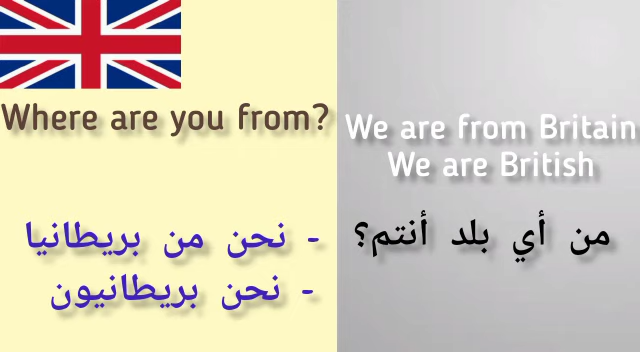 Where are you from?
- نحن من بريطانيا
- نحن بريطانيون
We are from Britain
We are British
من أي بلد أنتم؟